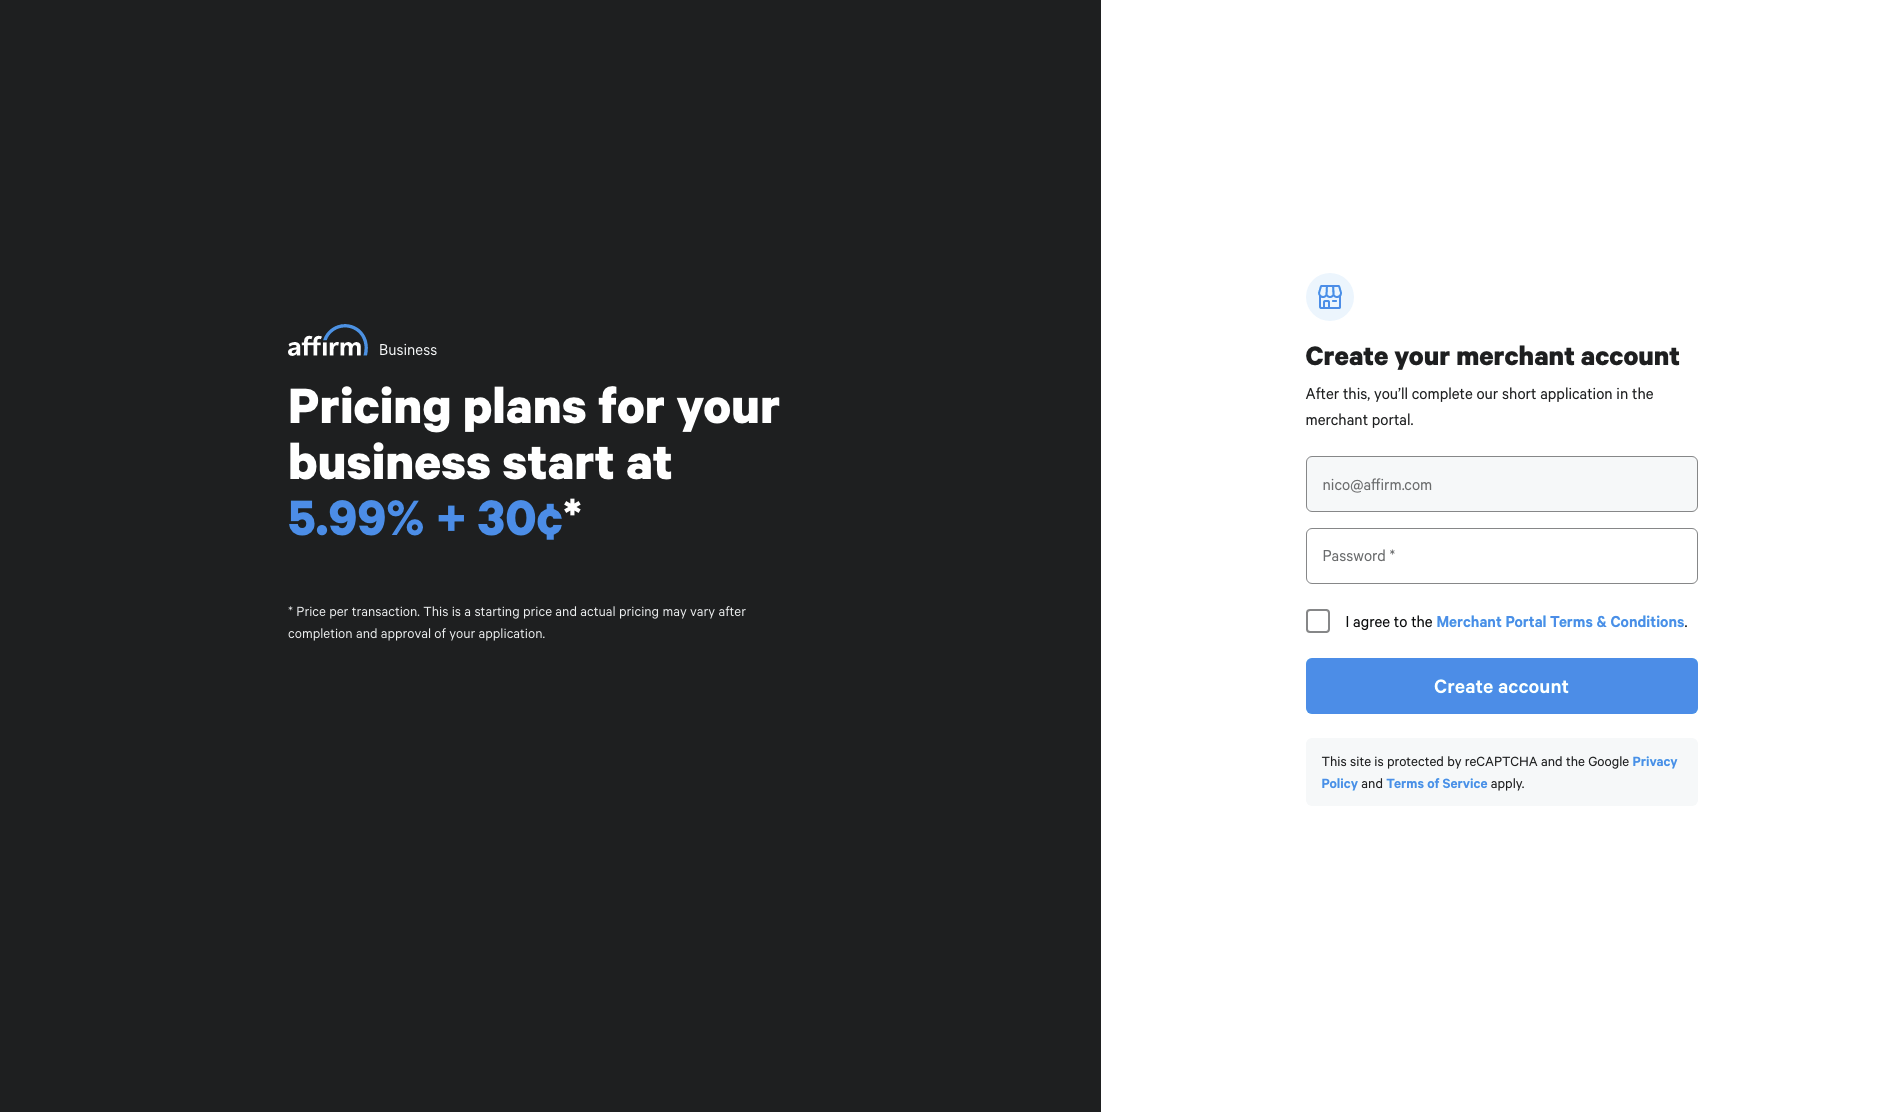 affirm Business
Pricing plans for your
business start at
5.99% + 30¢*
* Price per transaction. This is a starting price and actual pricing may vary after
completion and approval of your application.
Create your merchant account
After this, you’ll complete our short application in the
merchant portal.
nico@affirm.com
Password *
I agree to the Merchant Portal Terms & Conditions.
Create account
This site is protected by reCAPTCHA and the Google Privacy
Policy and Terms of Service apply.